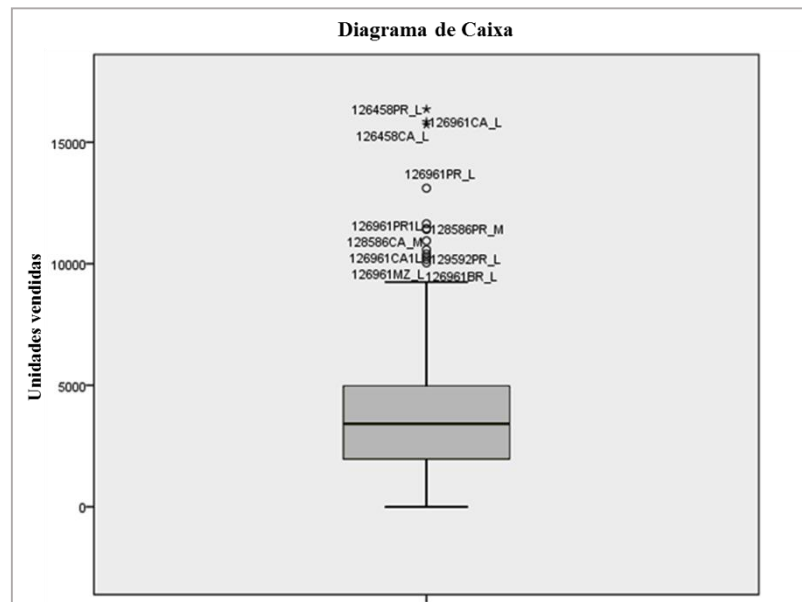 Diagrama de Caixa
Unidades vendidas
15000
10000
5000
0
126458PR_L
126961CA_L
126458CA_L
126961PR_L
126961PR1L
128586PR_M
128586CA_M
126961CA1L
129592PR_L
126961MZ_L
126961BR_L